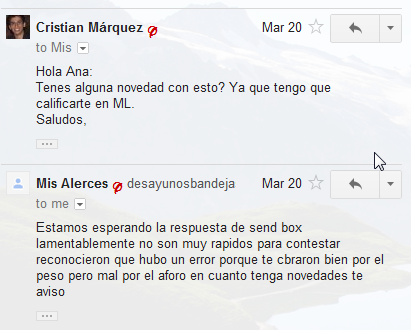 Cristian Márquez Mar 20
to Mis
Hola Ana:
Tenes alguna novedad con esto? Ya que tengo que
calificarte en ML.
Saludos,
Mis Alerces desayunosbandeja Mar 20
to me
Estamos esperando la respuesta de send box
lamentablemente no son muy rapidos para contestar
reconocieron que hubo un error porque te cbraron bien por el
peso pero mal por el aforo en cuanto tenga novedades te
aviso